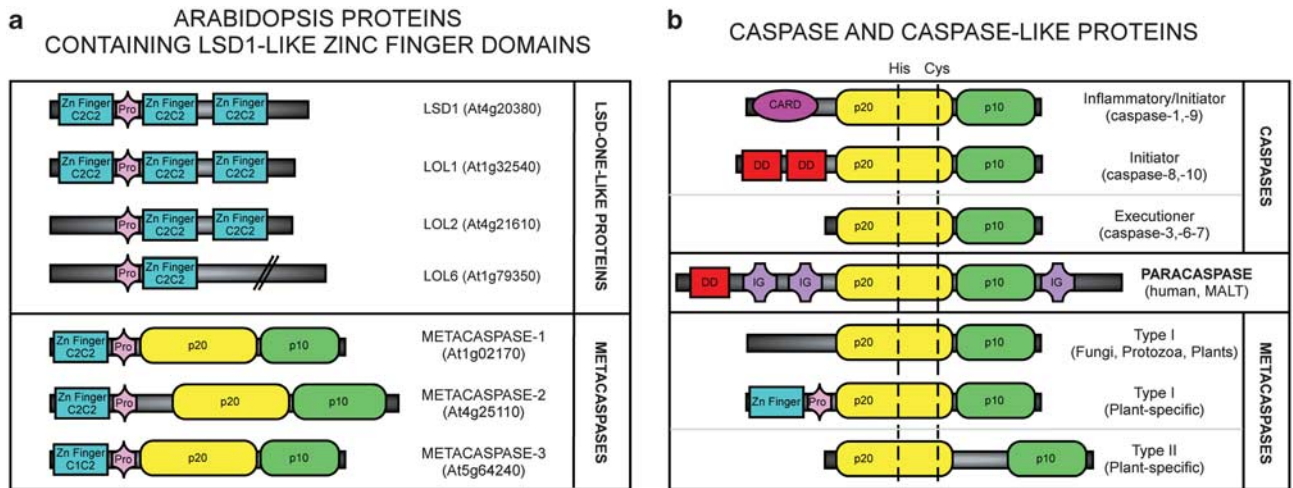 a
ARABIDOPSIS PROTEINS
CONTAINING LSD1-LIKE ZINC FINGER DOMAINS
Zn Finger
C2C2
Pro
Zn Finger
C2C2
Zn Finger
C2C2
LSD1 (At4g20380)
Zn Finger
C2C2
Pro
Zn Finger
C2C2
Zn Finger
C2C2
LOL1 (At1g32540)
Pro
Zn Finger
C2C2
Zn Finger
C2C2
LOL2 (At4g21610)
Pro
Zn Finger
C2C2
LOL6 (At1g79350)
LSD-ONE-LIKE PROTEINS
Zn Finger
C2C2
Pro
p20
p10
METACASPASE-1
(At1g02170)
Zn Finger
C2C2
Pro
p20
p10
METACASPASE-2
(At4g25110)
Zn Finger
C1C2
Pro
p20
p10
METACASPASE-3
(At5g64240)
METACASPASES
b
CASPASE AND CASPASE-LIKE PROTEINS
His Cys
CARD
p20
p10
Inflammatory/Initiator
(caspase-1,-9)
DD
DD
p20
p10
Initiator
(caspase-8,-10)
p20
p10
Executioner
(caspase-3,-6-7)
CASPASES
DD
IG
IG
p20
p10
IG
PARACASPASE
(human, MALT)
p20
p10
Type I
(Fungi, Protozoa, Plants)
Zn Finger
Pro
p20
p10
Type I
(Plant-specific)
p20
p10
Type II
(Plant-specific)
METACASPASES